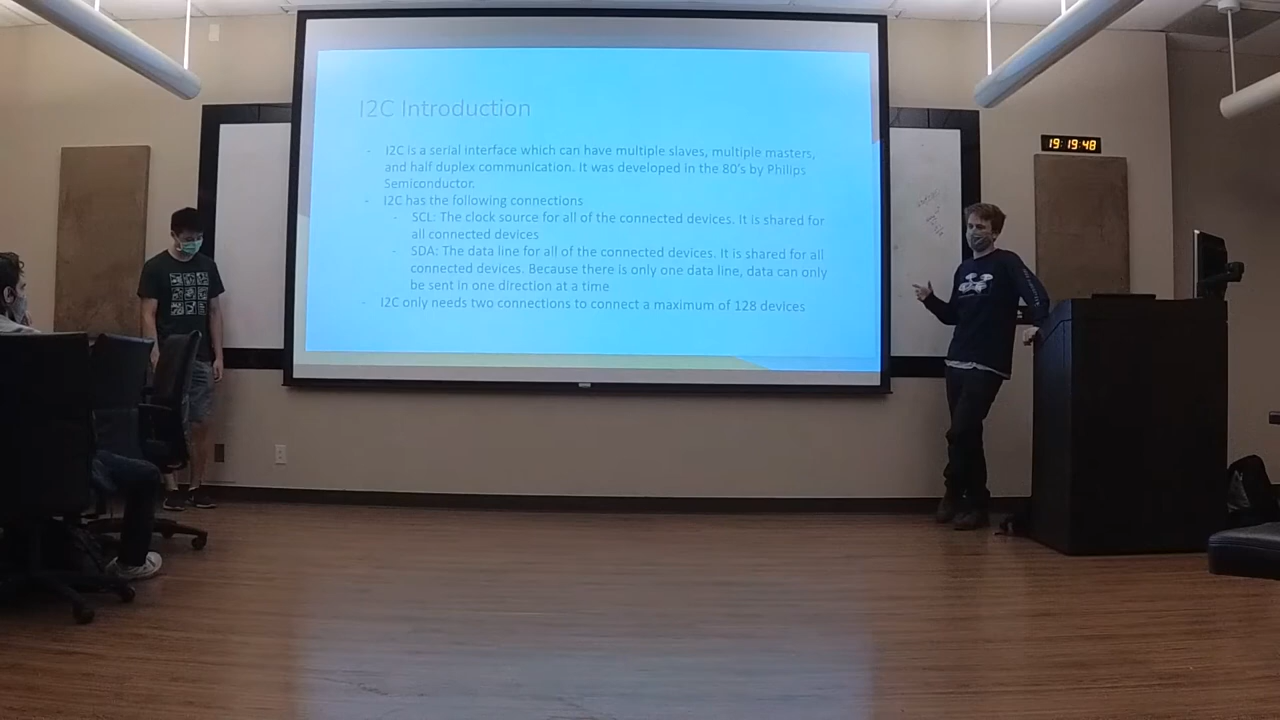 I2C Introduction
- I2C is a serial interface which can have multiple slaves, multiple masters,
and half duplex communication. It was developed in the 80's by Philips
Semiconductor.
- I2C has the following connections
- SCL: The clock source for all of the connected devices. It is shared for
all connected devices
- SDA: The data line for all of the connected devices. It is shared for all
connected devices. Because there is only one data line, data can only
be sent in one direction at a time
- I2C only needs two connections to connect a maximum of 128 devices
19:19:48